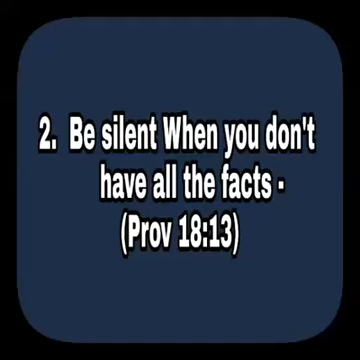 2. Be silent When you don't
have all the facts -
(Prov 18:13)